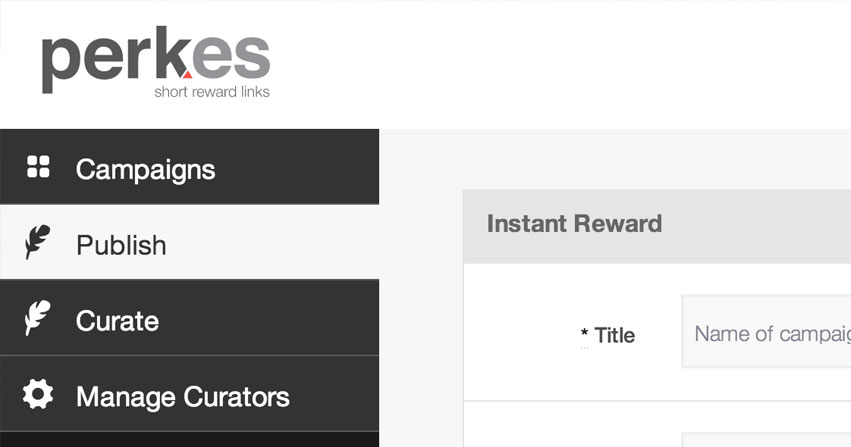 perk.es
short reward links
Campaigns
Publish
Curate
Manage Curators
Instant Reward
* Title
Name of campaig